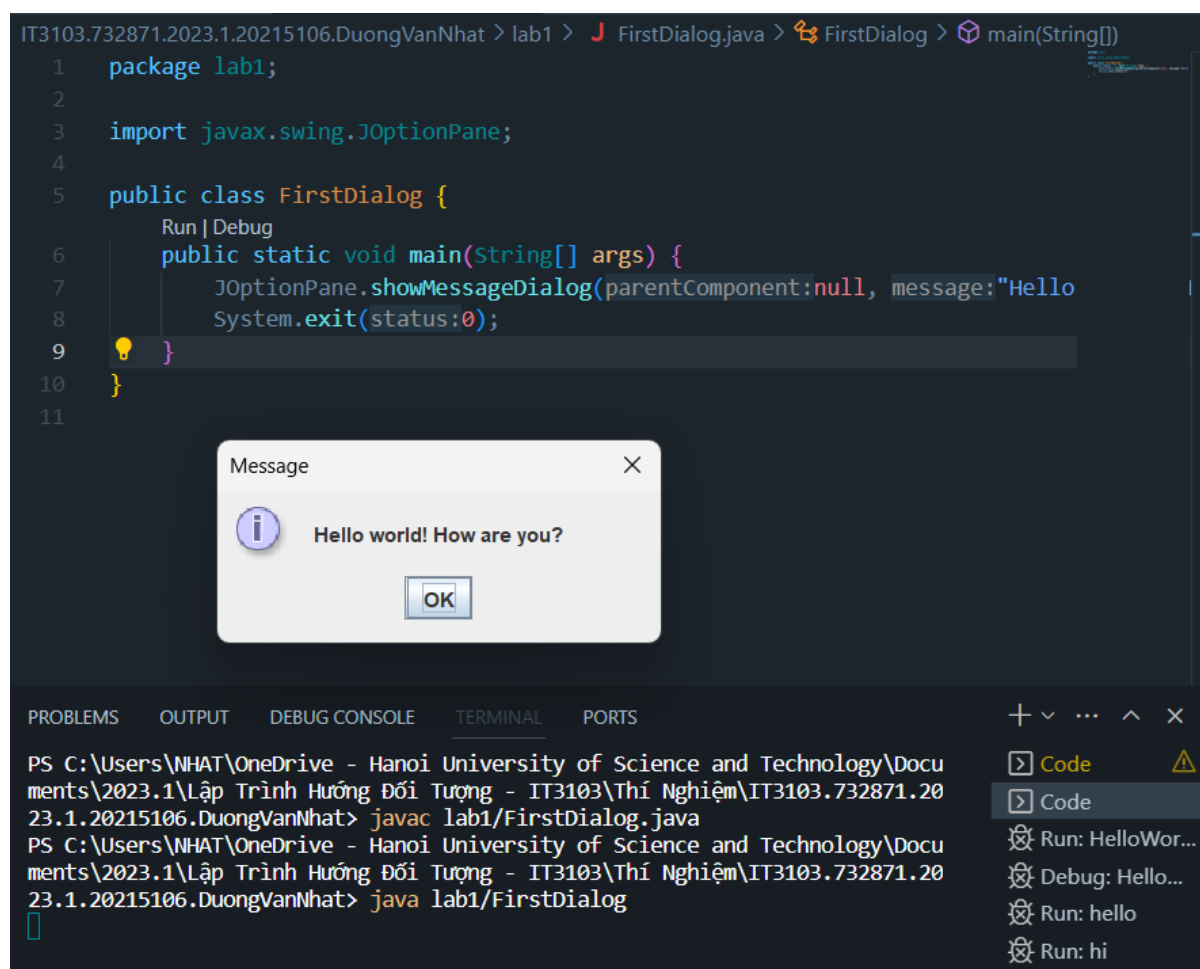 IT3103.732871.2023.1.20215106.DuongVanNhat > lab1 > J FirstDialog.java > FirstDialog > main(String[])
1 package lab1;
2
3 import javax.swing.JOptionPane;
4
5 public class FirstDialog {
Run | Debug
6 public static void main(String[] args) {
7 JOptionPane.showMessageDialog(parentComponent:null, message:"Hello
8 System.exit(status:0);
9 }
10 }
11
Message
Hello world! How are you?
OK
PROBLEMS OUTPUT DEBUG CONSOLE TERMINAL PORTS
PS C:\Users\NHAT\OneDrive - Hanoi University of Science and Technology\Docu
ments\2023.1\Lập Trình Hướng Đối Tượng - IT3103\Thí Nghiệm\IT3103.732871.20
23.1.20215106.DuongVanNhat> javac lab1/FirstDialog.java
PS C:\Users\NHAT\OneDrive - Hanoi University of Science and Technology\Docu
ments\2023.1\Lập Trình Hướng Đối Tượng - IT3103\Thí Nghiệm\IT3103.732871.20
23.1.20215106.DuongVanNhat> java lab1/FirstDialog
Code
Code
Run: HelloWor...
Debug: Hello...
Run: hello
Run: hi